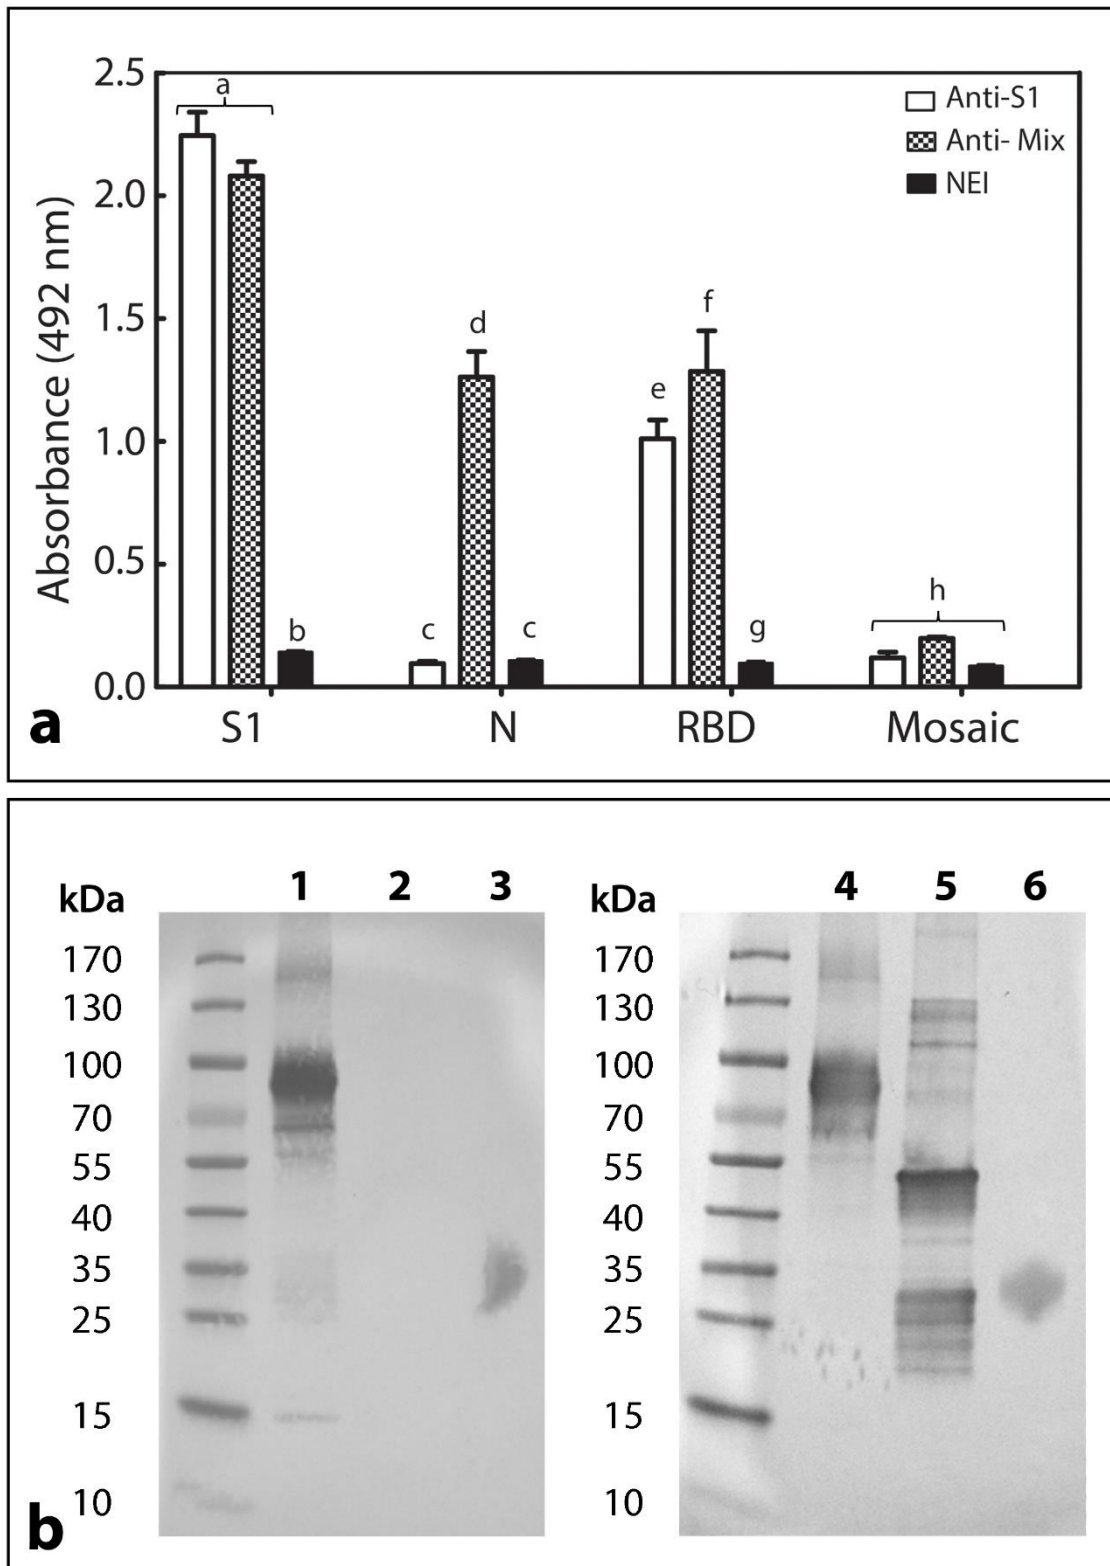 2.5
2.0
1.5
1.0
0.5
0.0
Absorbance (492 nm)
a
b
c
d
c
e
f
g
h
Anti-S1
Anti- Mix
NEI
S1 N RBD Mosaic
a
kDa 1 2 3
170
130
100
70
55
40
35
25
15
10
kDa 4 5 6
170
130
100
70
55
40
35
25
15
10
b